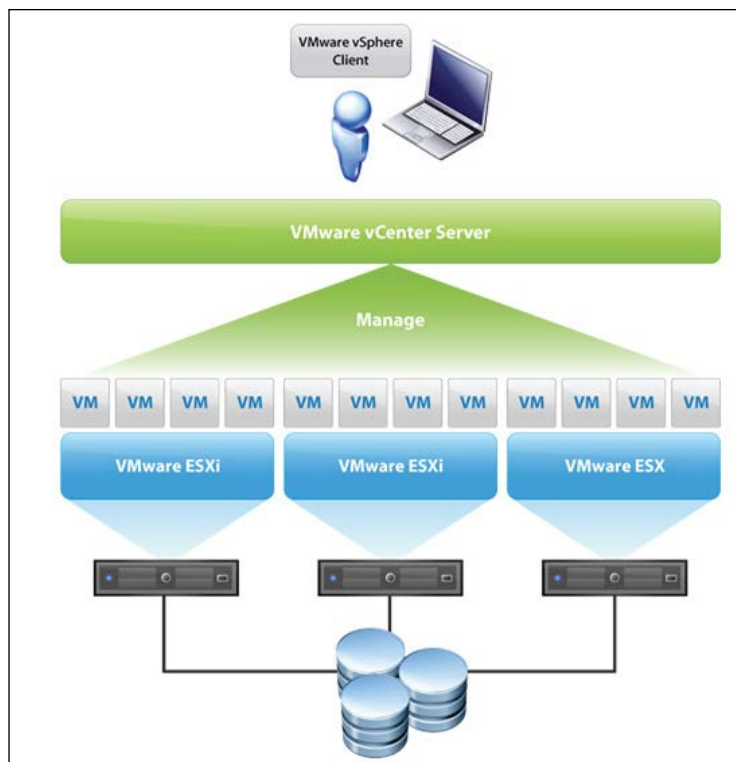 VMware vSphere
Client
VMware vCenter Server
Manage
VM VM VM VM VM VM VM VM VM VM VM VM
VMware ESXi VMware ESXi VMware ESX